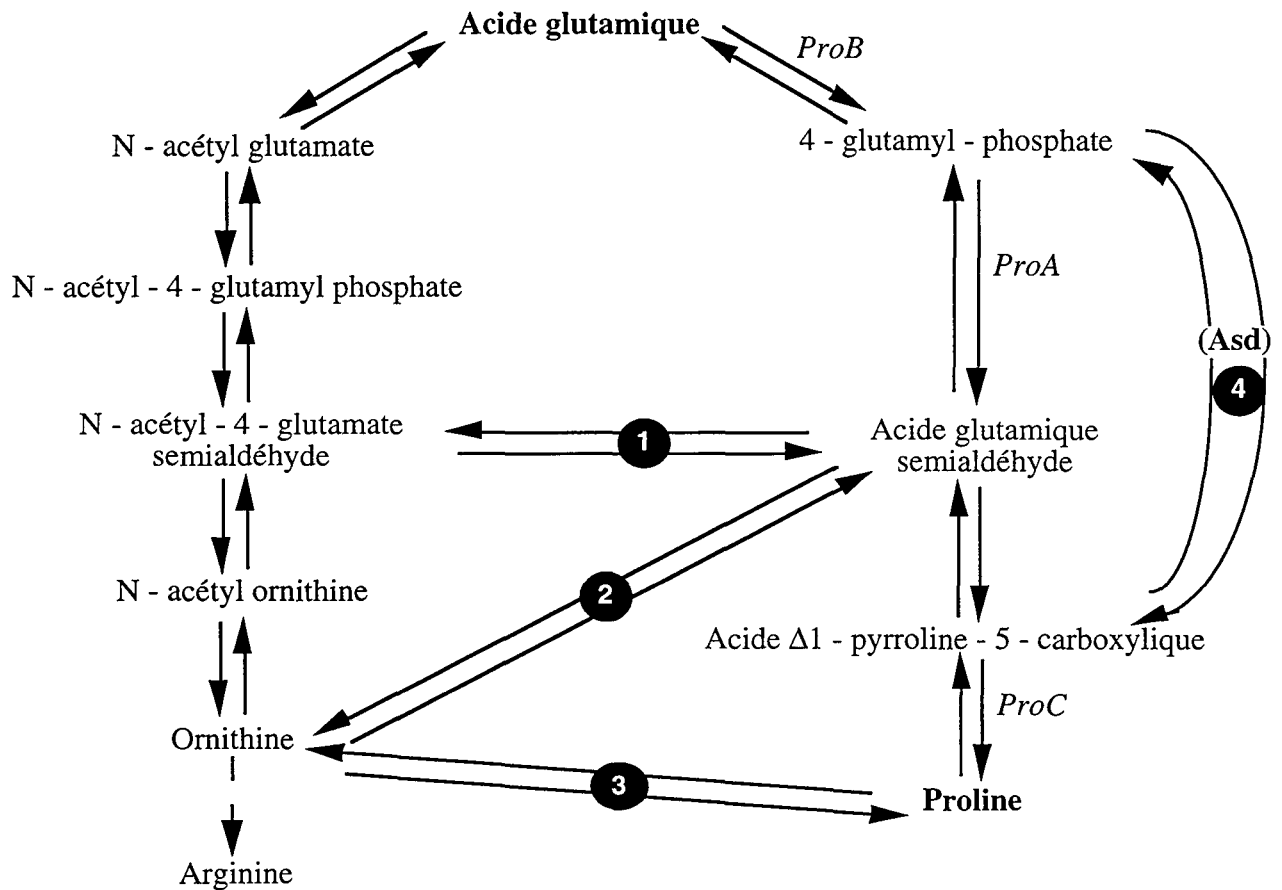 Acide glutamique
ProB
N - acétyl glutamate
4 - glutamyl - phosphate
ProA
N - acétyl - 4 - glutamyl phosphate
(Asd)
4
N - acétyl - 4 - glutamate
semialdéhyde
1
Acide glutamique
semialdéhyde
2
N - acétyl ornithine
Acide Δ1 - pyrroline - 5 - carboxylique
ProC
Ornithine
3
Proline
Arginine